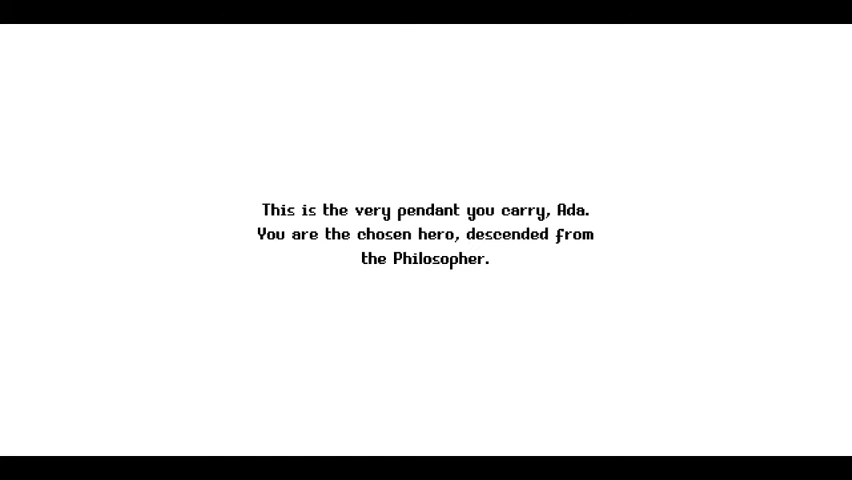 This is the very pendant you carry, Ada.
You are the chosen hero, descended from
the Philosopher.